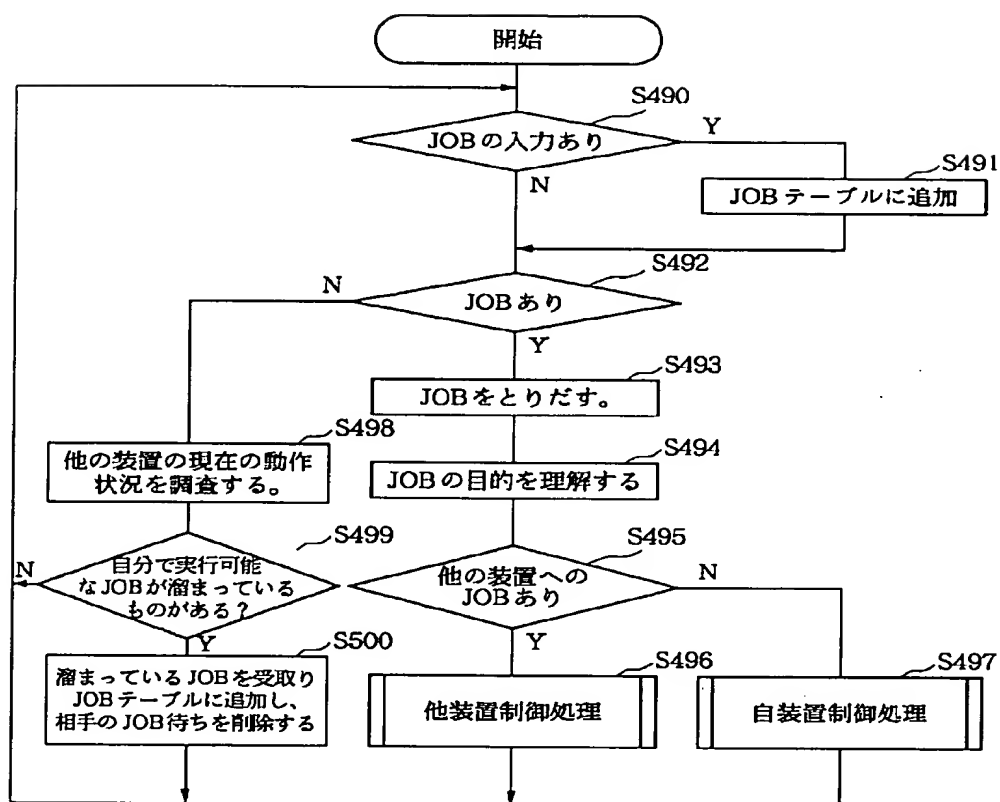 開始
S490
JOBの入力あり
Y
N
S491
JOBテーブルに追加
S492
JOBあり
N
Y
S493
JOBをとりだす。
S498
他の装置の現在の動作
状況を調査する。
S494
JOBの目的を理解する
S499
自分で実行可能
なJOBが溜まっている
ものがある?
N
Y
S495
他の装置への
JOBあり
N
Y
S500
溜まっているJOBを受取り
JOBテーブルに追加し、
相手のJOB待ちを削除する
S496
他装置制御処理
S497
自装置制御処理